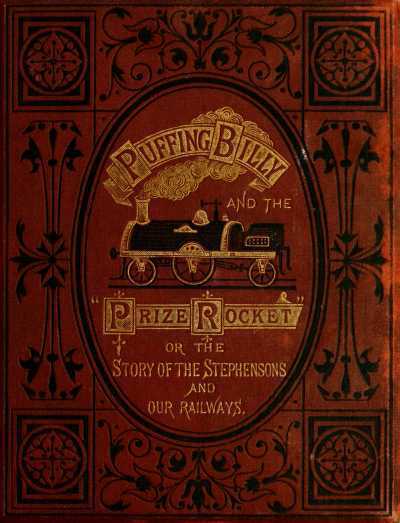 PUFFING BILLY
AND THE
"PRIZE ROCKET"
OR THE
STORY OF THE STEPHENSONS
AND
OUR RAILWAYS.